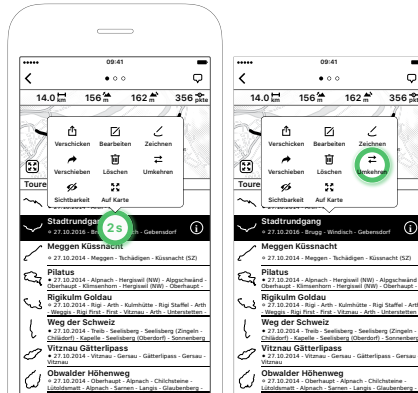 09:41
14.0 km 156 m 162 m 356 pkte
Verschicken Bearbeiten Zeichnen
Verschieben Löschen Umkehren
Sichtbarkeit Auf Karte
Toure
Stadtrundgan
27.10.2016 - Br ch - Gebensdorf
2s
Meggen Küssnacht
27.10.2014 - Meggen - Tschädigen - Küssnacht (SZ)
Pilatus
27.10.2014 - Alpnach - Hergiswil (NW) - Alpgschwänd -
Oberhaupt - Klimsenhorn - Hergiswil (NW) - Oberhaupt -
Rigikulm Goldau
27.10.2014 - Rigi - Arth - Kulmhütte - Rigi Staffel - Arth
- Weggis - Rigi First - First - Vitznau - Arth - Unterstetten
Weg der Schweiz
27.10.2014 - Treib - Seelisberg - Seelisberg (Zingeln -
Chilädorf) - Kapelle - Seelisberg (Oberdorf) - Sonnenberg
Vitznau Gätterlipass
27.10.2014 - Vitznau - Gersau - Gätterlipass - Gersau -
Vitznau
Obwalder Höhenweg
27.10.2014 - Oberhaupt - Alpnach - Chilchsteine -
Lütoldsmatt - Alpnach - Sarnen - Langis - Glaubenberg -
09:41
14.0 km 156 m 162 m 356 pkt
Verschicken Bearbeiten Zeichnen
Verschieben Löschen Umkehren
Sichtbarkeit Auf Karte
Toure
Stadtrundgang
27.10.2016 - Brugg - Windisch - Gebensdorf
Meggen Küssnacht
27.10.2014 - Meggen - Tschädigen - Küssnacht (SZ)
Pilatus
27.10.2014 - Alpnach - Hergiswil (NW) - Alpgschwänd
Oberhaupt - Klimsenhorn - Hergiswil (NW) - Oberhaupt
Rigikulm Goldau
27.10.2014 - Rigi - Arth - Kulmhütte - Rigi Staffel - Arth
- Weggis - Rigi First - First - Vitznau - Arth - Unterstette
Weg der Schweiz
27.10.2014 - Treib - Seelisberg - Seelisberg (Zingeln -
Chilädorf) - Kapelle - Seelisberg (Oberdorf) - Sonnenberg
Vitznau Gätterlipass
27.10.2014 - Vitznau - Gersau - Gätterlipass - Gersau
Vitznau
Obwalder Höhenweg
27.10.2014 - Oberhaupt - Alpnach - Chilchsteine -
Lütoldsmatt - Alpnach - Sarnen - Langis - Glaubenberg